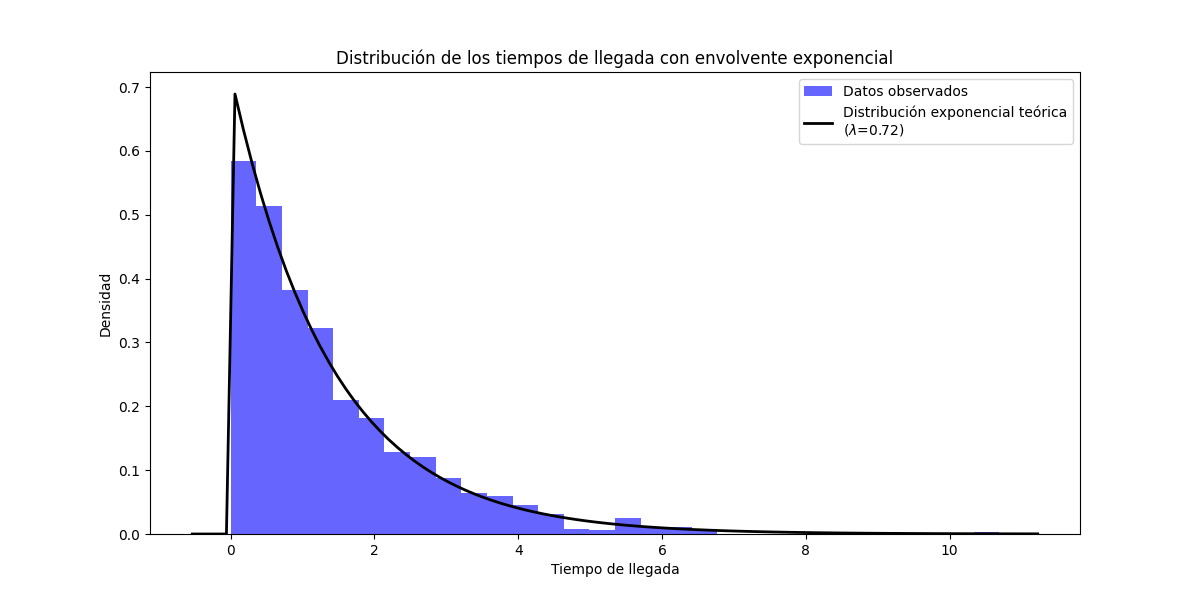 Distribución de los tiempos de llegada con envolvente exponencial
Datos observados
Distribución exponencial teórica
(λ=0.72)
Densidad
0.7
0.6
0.5
0.4
0.3
0.2
0.1
0.0
0 2 4 6 8 10
Tiempo de llegada